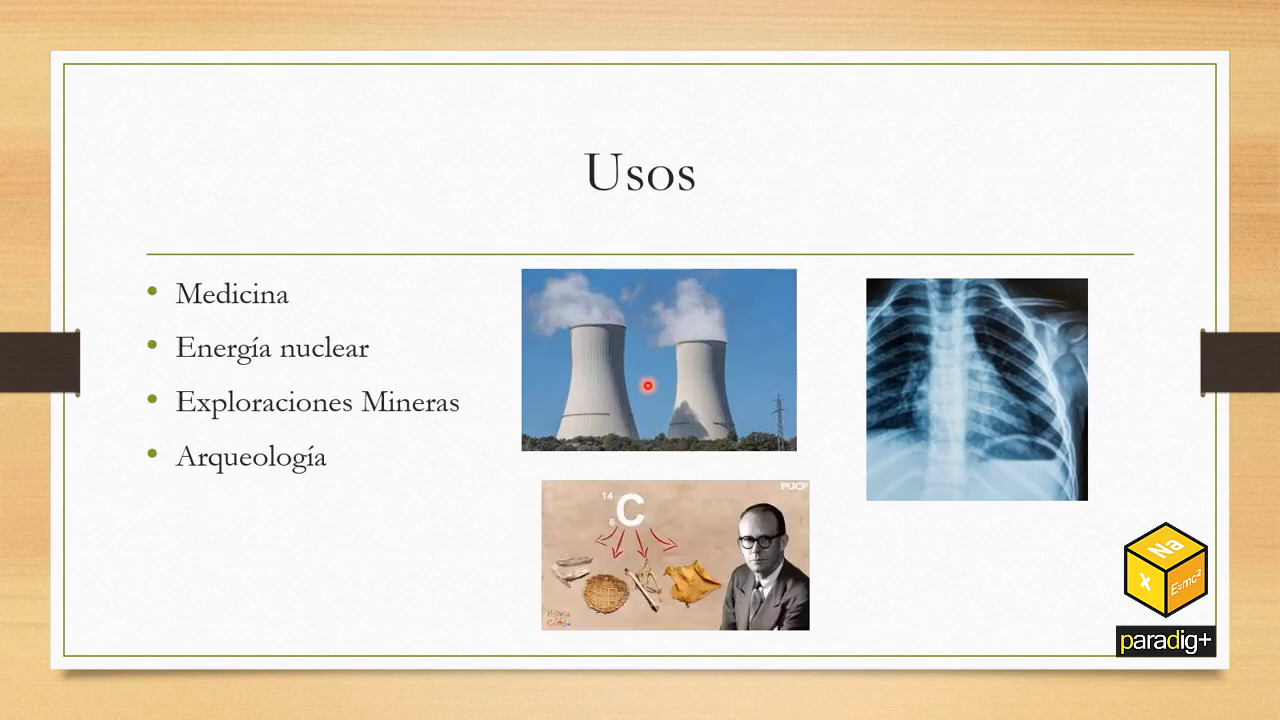 Usos
Medicina
Energía nuclear
Exploraciones Mineras
Arqueología
PUCP
14
C
6
Na
x
E=mc²
paradig+